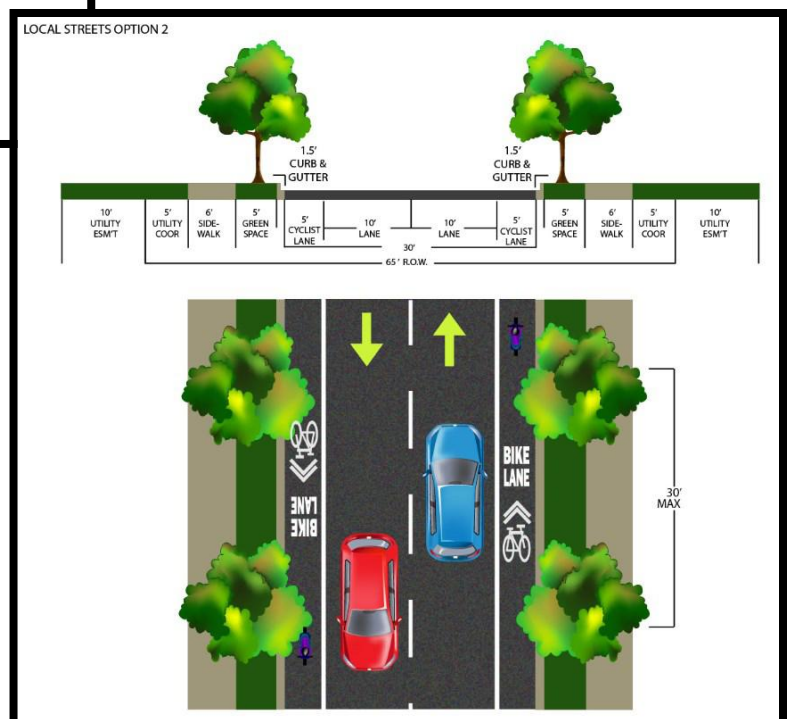 LOCAL STREETS OPTION 2
1.5'
CURB &
GUTTER
1.5'
CURB &
GUTTER
10'
UTILITY
ESM'T
5'
UTILITY
COOR
6'
SIDE-
WALK
5'
GREEN
SPACE
5'
CYCLIST
LANE
10'
LANE
10'
LANE
5'
CYCLIST
LANE
5'
GREEN
SPACE
6'
SIDE-
WALK
5'
UTILITY
COOR
10'
UTILITY
ESM'T
30'
65' R.O.W.
BIKE
LANE
BIKE
LANE
30'
MAX